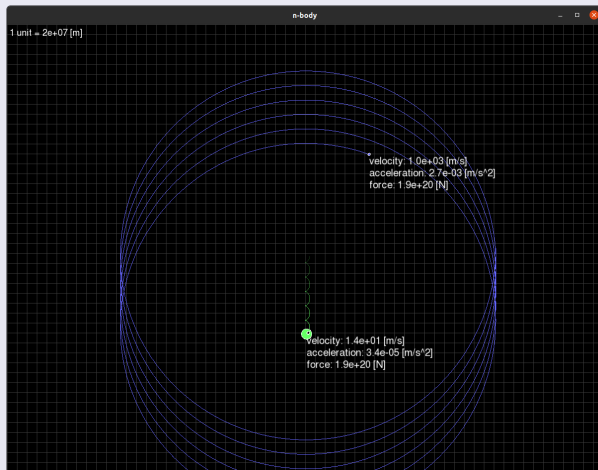 n-body
1 unit = 2e+07 [m]
velocity: 1.0e+03 [m/s]
acceleration: 2.7e-03 [m/s^2]
force: 1.9e+20 [N]
velocity: 1.4e+01 [m/s]
acceleration: 3.4e-05 [m/s^2]
force: 1.9e+20 [N]